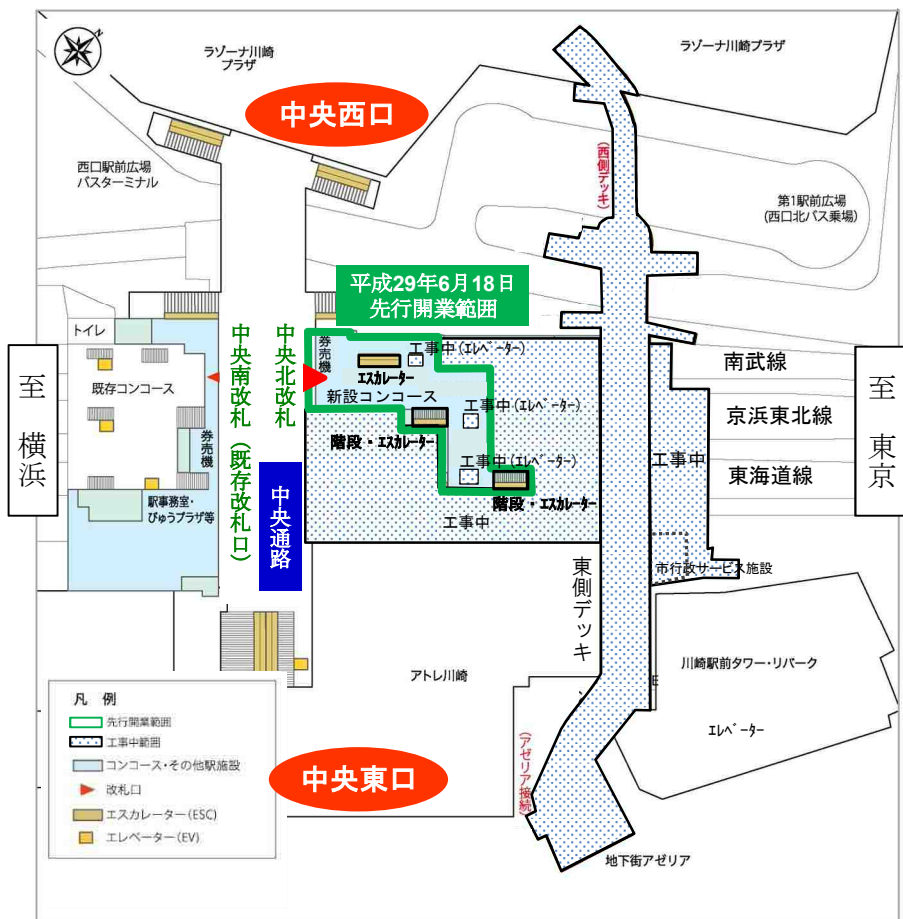 N
ラゾーナ川崎
プラザ
ラゾーナ川崎プラザ
中央西口
西口駅前広場
バスターミナル
(西側デッキ)
第1駅前広場
(西口北バス乗場)
平成29年6月18日
先行開業範囲
トイレ
券売機
工事中(エレベーター)
エスカレーター
新設コンコース
既存コンコース
中央南改札(既存改札口)
中央北改札
工事中(エレベーター)
階段・エスカレーター
券売機
工事中(エレベーター)
階段・エスカレーター
工事中
駅事務室・
びゅうプラザ等
中央通路
至 横浜
至 東京
南武線
京浜東北線
東海道線
工事中
市行政サービス施設
東側デッキ
アトレ川崎
川崎駅前タワー・リバーク
E
エレベーター
中央東口
(アゼリア接続)
地下街アゼリア
凡 例
先行開業範囲
工事中範囲
コンコース・その他駅施設
改札口
エスカレーター(ESC)
エレベーター(EV)